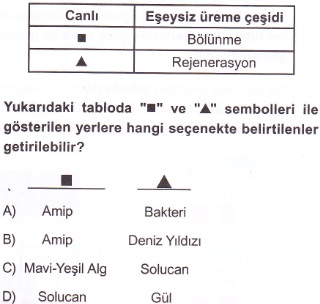 Canlı Eşeysiz üreme çeşidi
■ Bölünme
▲ Rejenerasyon
Yukarıdaki tabloda "■" ve "▲" sembolleri ile
gösterilen yerlere hangi seçenekte belirtilenler
getirilebilir?
■ ▲
A) Amip Bakteri
B) Amip Deniz Yıldızı
C) Mavi-Yeşil Alg Solucan
D) Solucan Gül